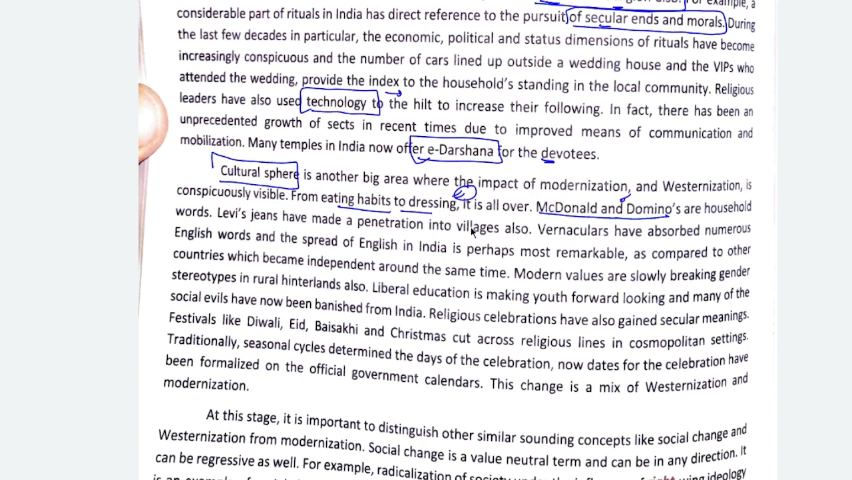 For example, a
considerable part of rituals in India has direct reference to the pursuit of secular ends and morals. During
the last few decades in particular, the economic, political and status dimensions of rituals have become
increasingly conspicuous and the number of cars lined up outside a wedding house and the VIPs who
attended the wedding, provide the index to the household's standing in the local community. Religious
leaders have also used technology to the hilt to increase their following. In fact, there has been an
unprecedented growth of sects in recent times due to improved means of communication and
mobilization. Many temples in India now offer e-Darshana for the devotees.
Cultural sphere is another big area where the impact of modernization, and Westernization, is
conspicuously visible. From eating habits to dressing, it is all over. McDonald and Domino's are household
words. Levi's jeans have made a penetration into villages also. Vernaculars have absorbed numerous
English words and the spread of English in India is perhaps most remarkable, as compared to other
countries which became independent around the same time. Modern values are slowly breaking gender
stereotypes in rural hinterlands also. Liberal education is making youth forward looking and many of the
social evils have now been banished from India. Religious celebrations have also gained secular meanings.
Festivals like Diwali, Eid, Baisakhi and Christmas cut across religious lines in cosmopolitan settings.
Traditionally, seasonal cycles determined the days of the celebration, now dates for the celebration have
been formalized on the official government calendars. This change is a mix of Westernization and
modernization.
At this stage, it is important to distinguish other similar sounding concepts like social change and
Westernization from modernization. Social change is a value neutral term and can be in any direction. It
can be regressive as well. For example, radicalization of society under the influence of right wing ideology